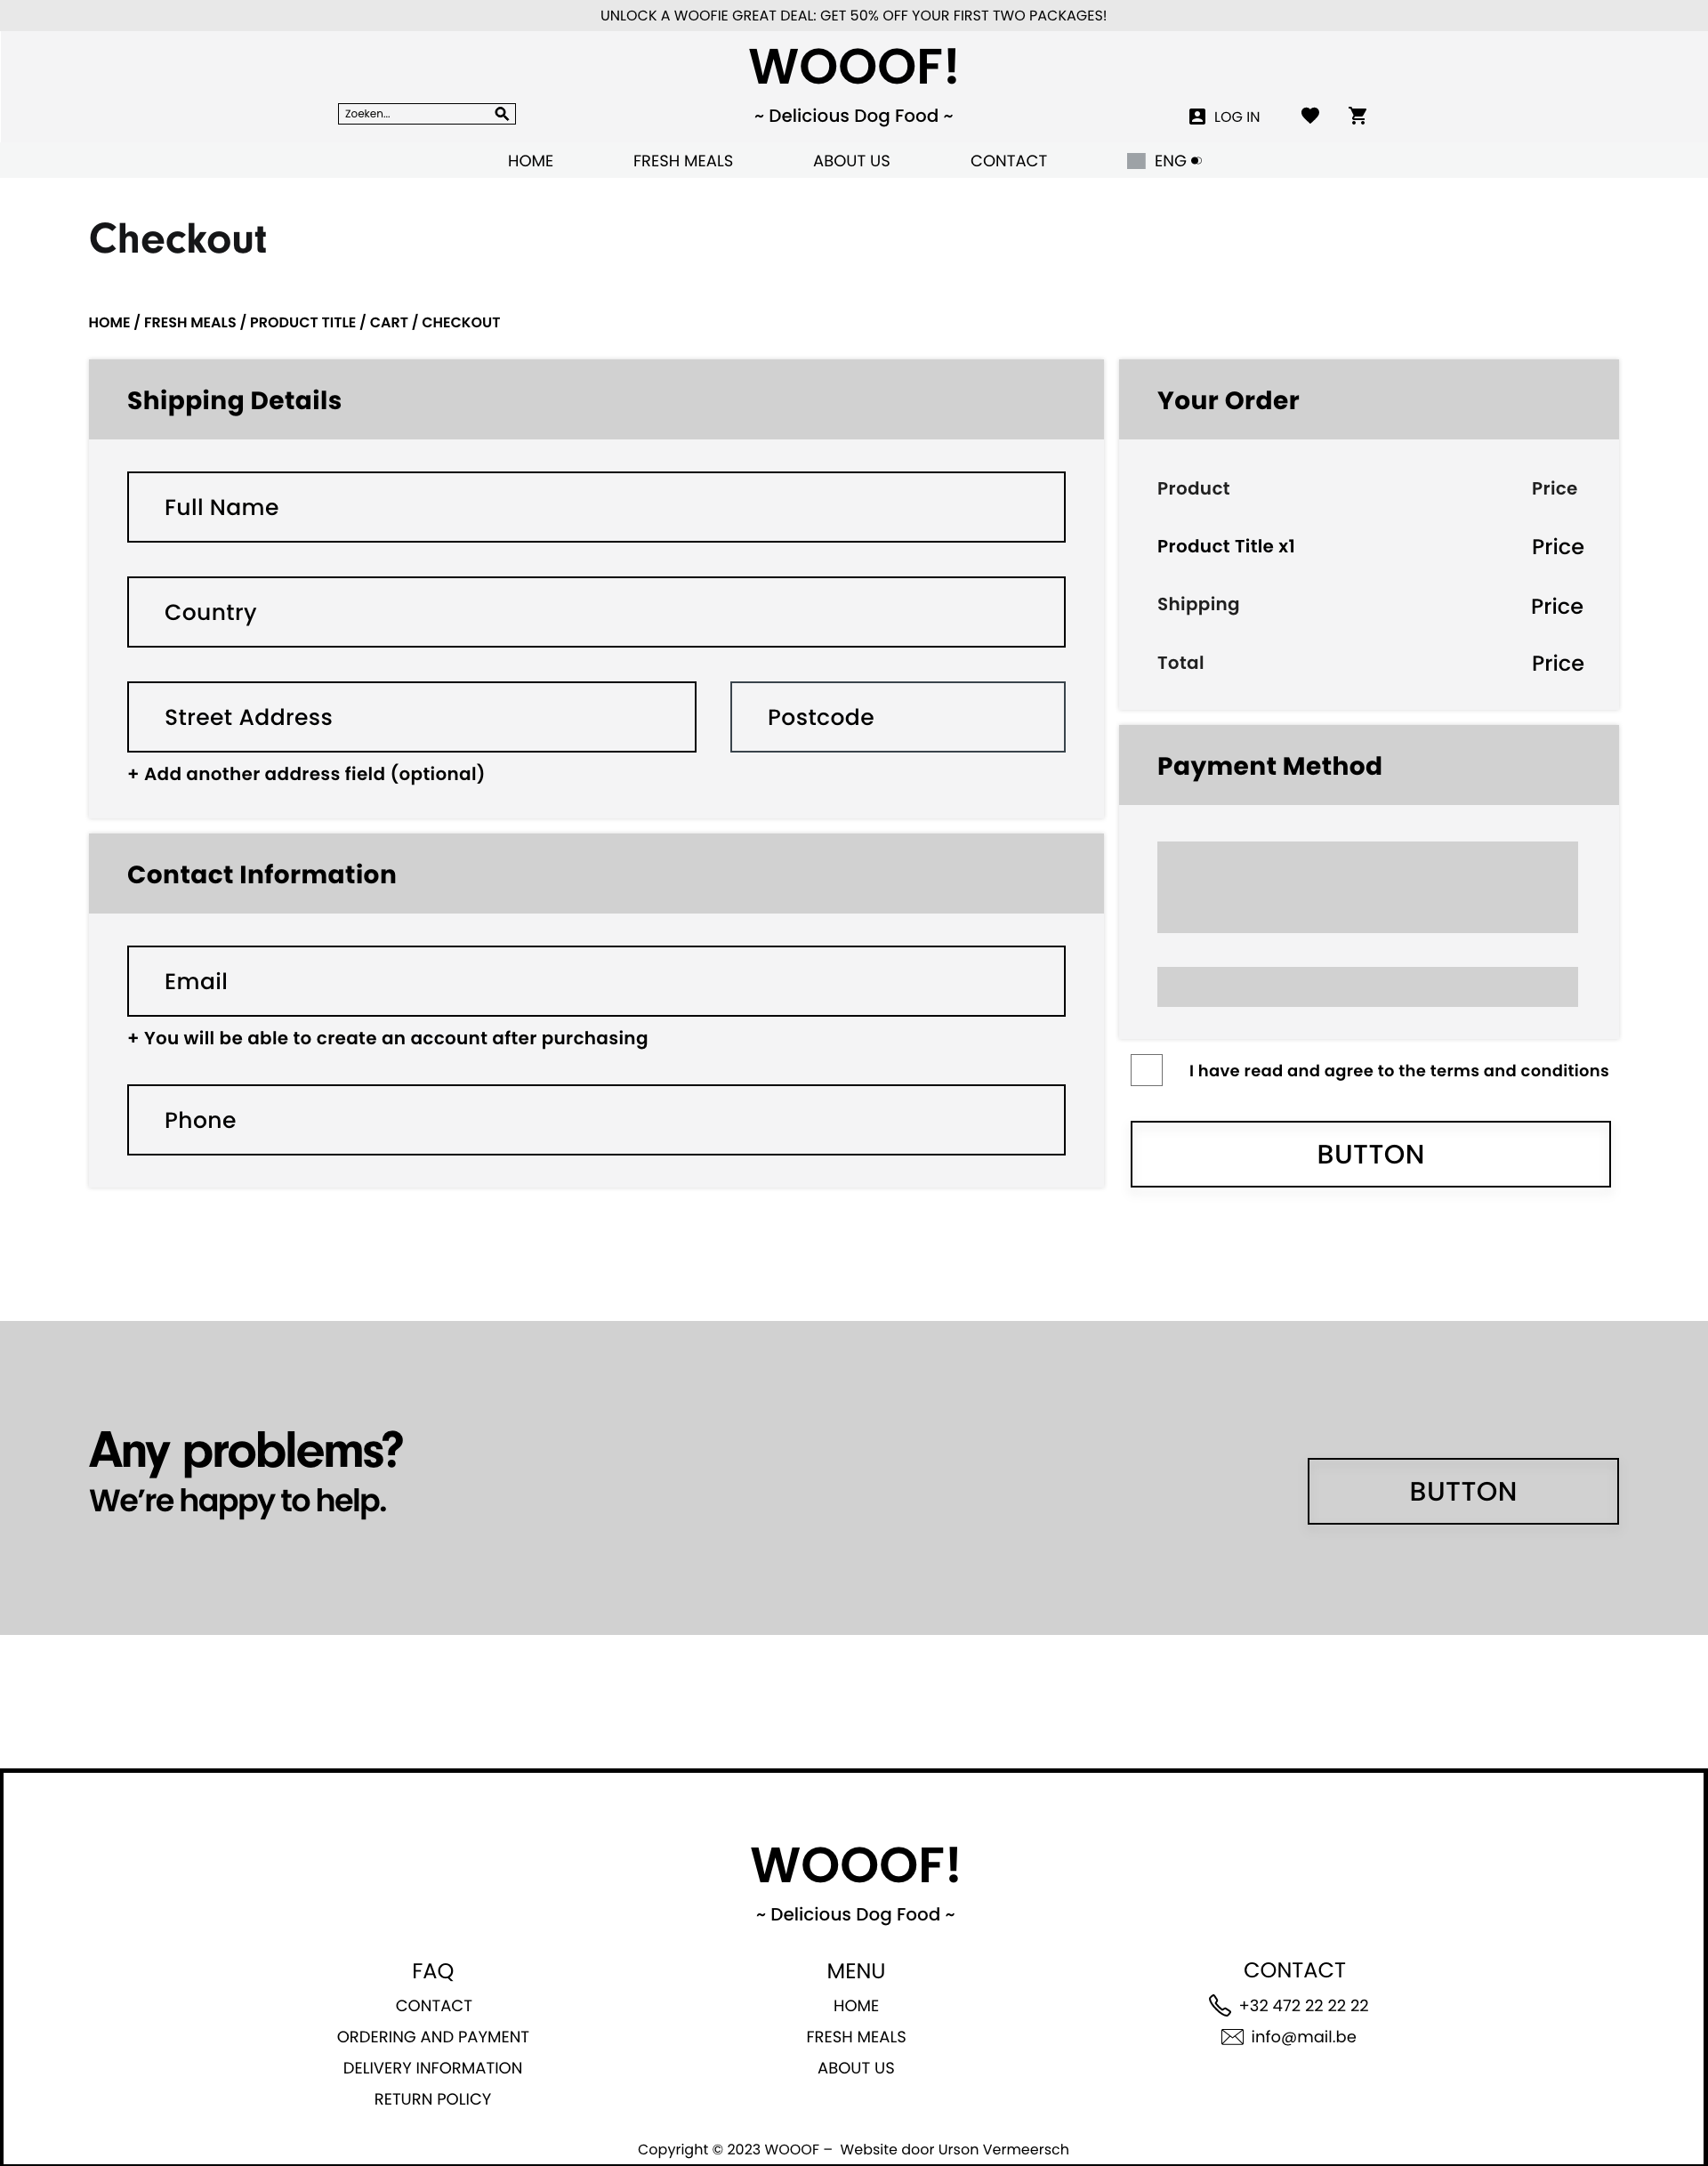 UNLOCK A WOOFIE GREAT DEAL: GET 50% OFF YOUR FIRST TWO PACKAGES!
WOOOF!
Zoeken...
~ Delicious Dog Food ~
LOG IN
HOME FRESH MEALS ABOUT US CONTACT ENG
Checkout
HOME / FRESH MEALS / PRODUCT TITLE / CART / CHECKOUT
Shipping Details
Full Name
Country
Street Address Postcode
+ Add another address field (optional)
Contact Information
Email
+ You will be able to create an account after purchasing
Phone
Your Order
Product Price
Product Title x1 Price
Shipping Price
Total Price
Payment Method
I have read and agree to the terms and conditions
BUTTON
Any problems?
We’re happy to help.
BUTTON
WOOOF!
~ Delicious Dog Food ~
FAQ
CONTACT
ORDERING AND PAYMENT
DELIVERY INFORMATION
RETURN POLICY
MENU
HOME
FRESH MEALS
ABOUT US
CONTACT
+32 472 22 22 22
info@mail.be
Copyright © 2023 WOOOF – Website door Urson Vermeersch